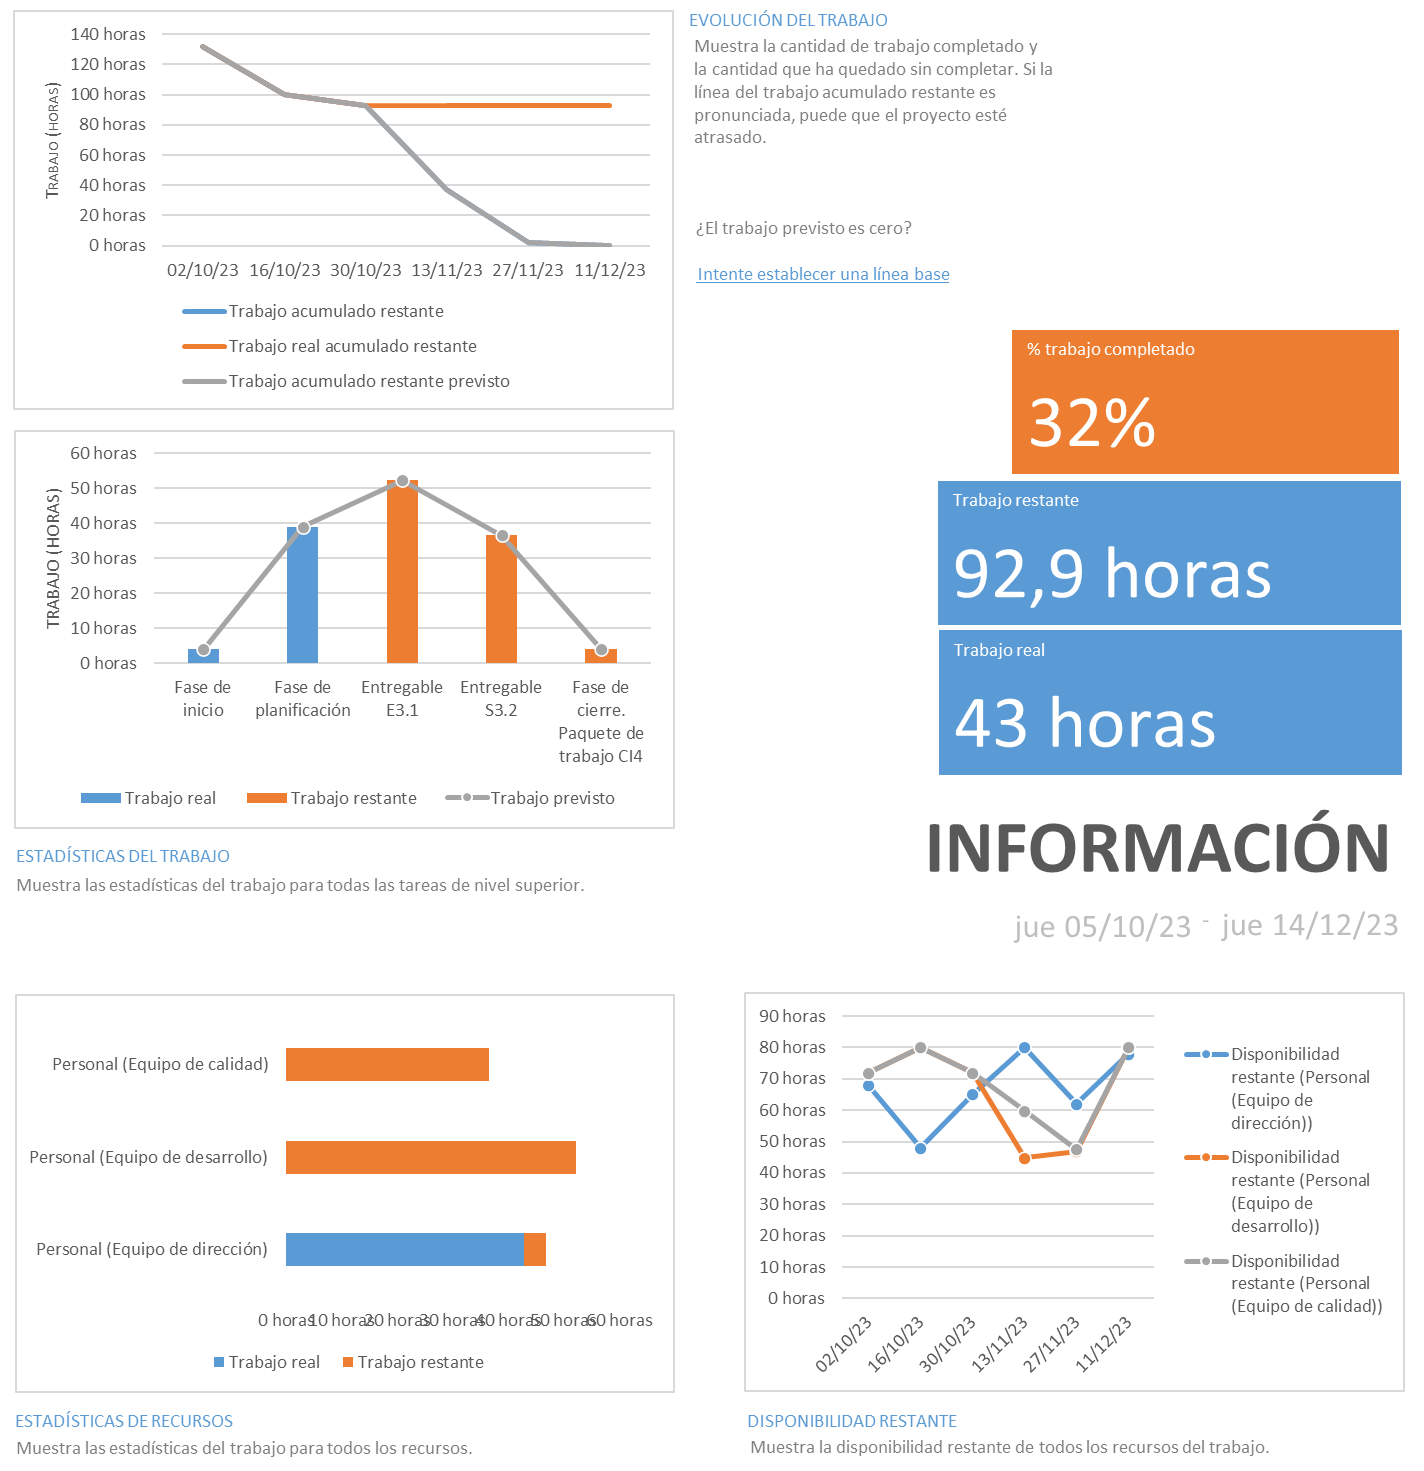 140 horas
120 horas
100 horas
80 horas
60 horas
40 horas
20 horas
0 horas
TRABAJO (HORAS)
02/10/23 16/10/23 30/10/23 13/11/23 27/11/23 11/12/23
Trabajo acumulado restante
Trabajo real acumulado restante
Trabajo acumulado restante previsto
EVOLUCIÓN DEL TRABAJO
Muestra la cantidad de trabajo completado y
la cantidad que ha quedado sin completar. Si la
línea del trabajo acumulado restante es
pronunciada, puede que el proyecto esté
atrasado.
¿El trabajo previsto es cero?
Intente establecer una línea base
% trabajo completado
32%
Trabajo restante
92,9 horas
Trabajo real
43 horas
INFORMACIÓN
jue 05/10/23 - jue 14/12/23
60 horas
50 horas
40 horas
30 horas
20 horas
10 horas
0 horas
TRABAJO (HORAS)
Fase de
inicio
Fase de
planificación
Entregable
E3.1
Entregable
S3.2
Fase de
cierre.
Paquete de
trabajo CI4
Trabajo real
Trabajo restante
Trabajo previsto
ESTADÍSTICAS DEL TRABAJO
Muestra las estadísticas del trabajo para todas las tareas de nivel superior.
Personal (Equipo de calidad)
Personal (Equipo de desarrollo)
Personal (Equipo de dirección)
0 horas 10 horas 20 horas 30 horas 40 horas 50 horas 60 horas
Trabajo real
Trabajo restante
ESTADÍSTICAS DE RECURSOS
Muestra las estadísticas del trabajo para todos los recursos.
90 horas
80 horas
70 horas
60 horas
50 horas
40 horas
30 horas
20 horas
10 horas
0 horas
02/10/23 16/10/23 30/10/23 13/11/23 27/11/23 11/12/23
Disponibilidad
restante (Personal
(Equipo de
dirección))
Disponibilidad
restante (Personal
(Equipo de
desarrollo))
Disponibilidad
restante (Personal
(Equipo de calidad))
DISPONIBILIDAD RESTANTE
Muestra la disponibilidad restante de todos los recursos del trabajo.